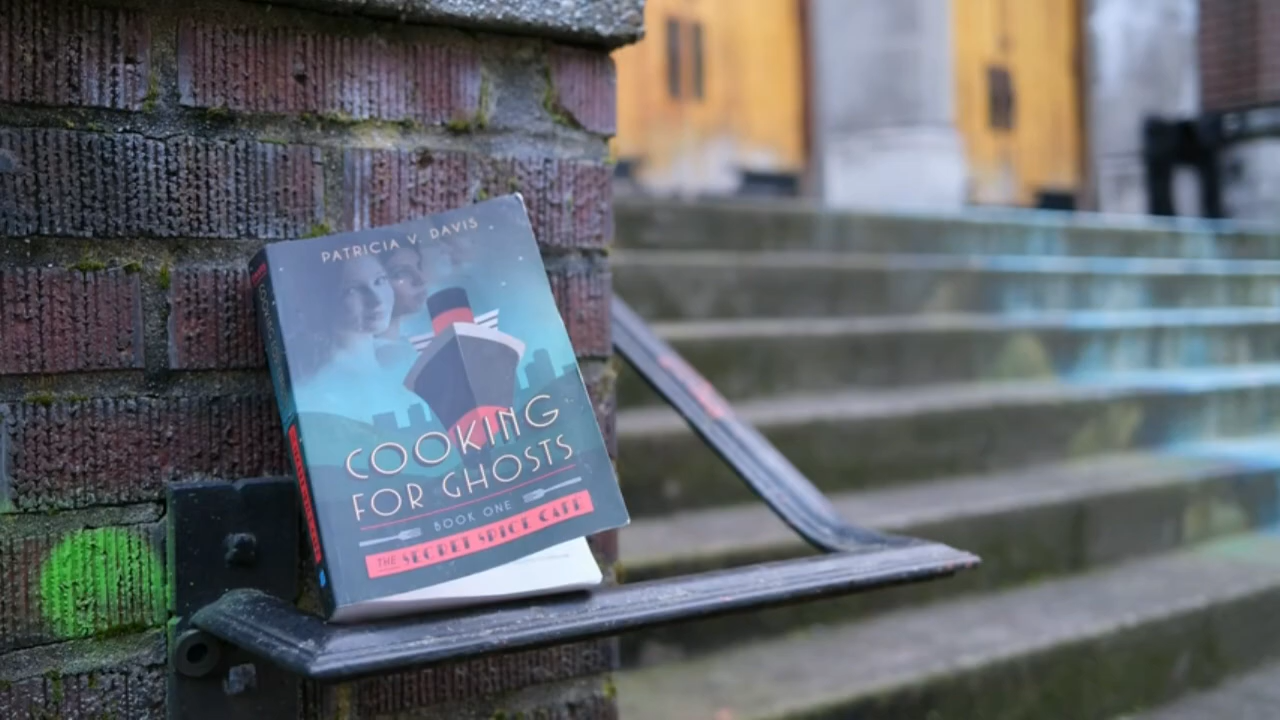 PATRICIA V. DAVIS
COOKING
FOR GHOSTS
BOOK ONE
THE SECRET SPICE CAFE